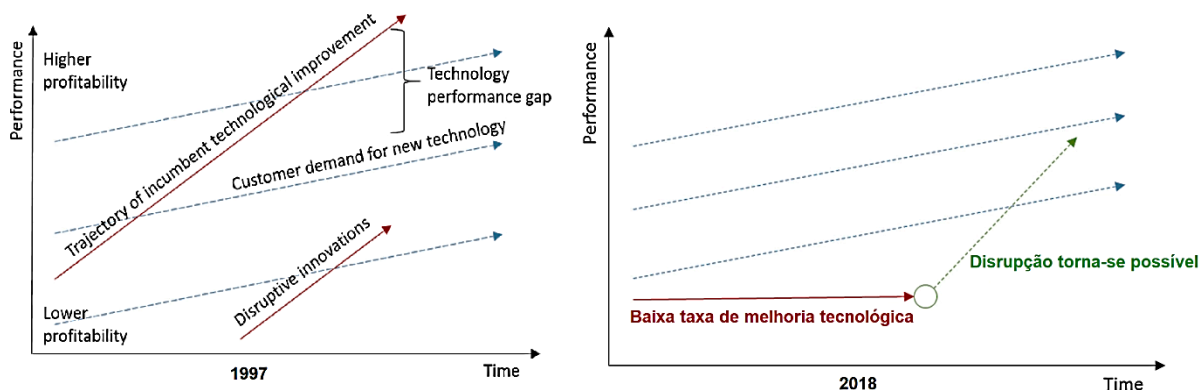 Performance
Higher
profitability
Trajectory of incumbent technological improvement
Technology
performance gap
Customer demand for new technology
Disruptive innovations
Lower
profitability
1997
Time
Performance
Disrupção torna-se possível
Baixa taxa de melhoria tecnológica
2018
Time